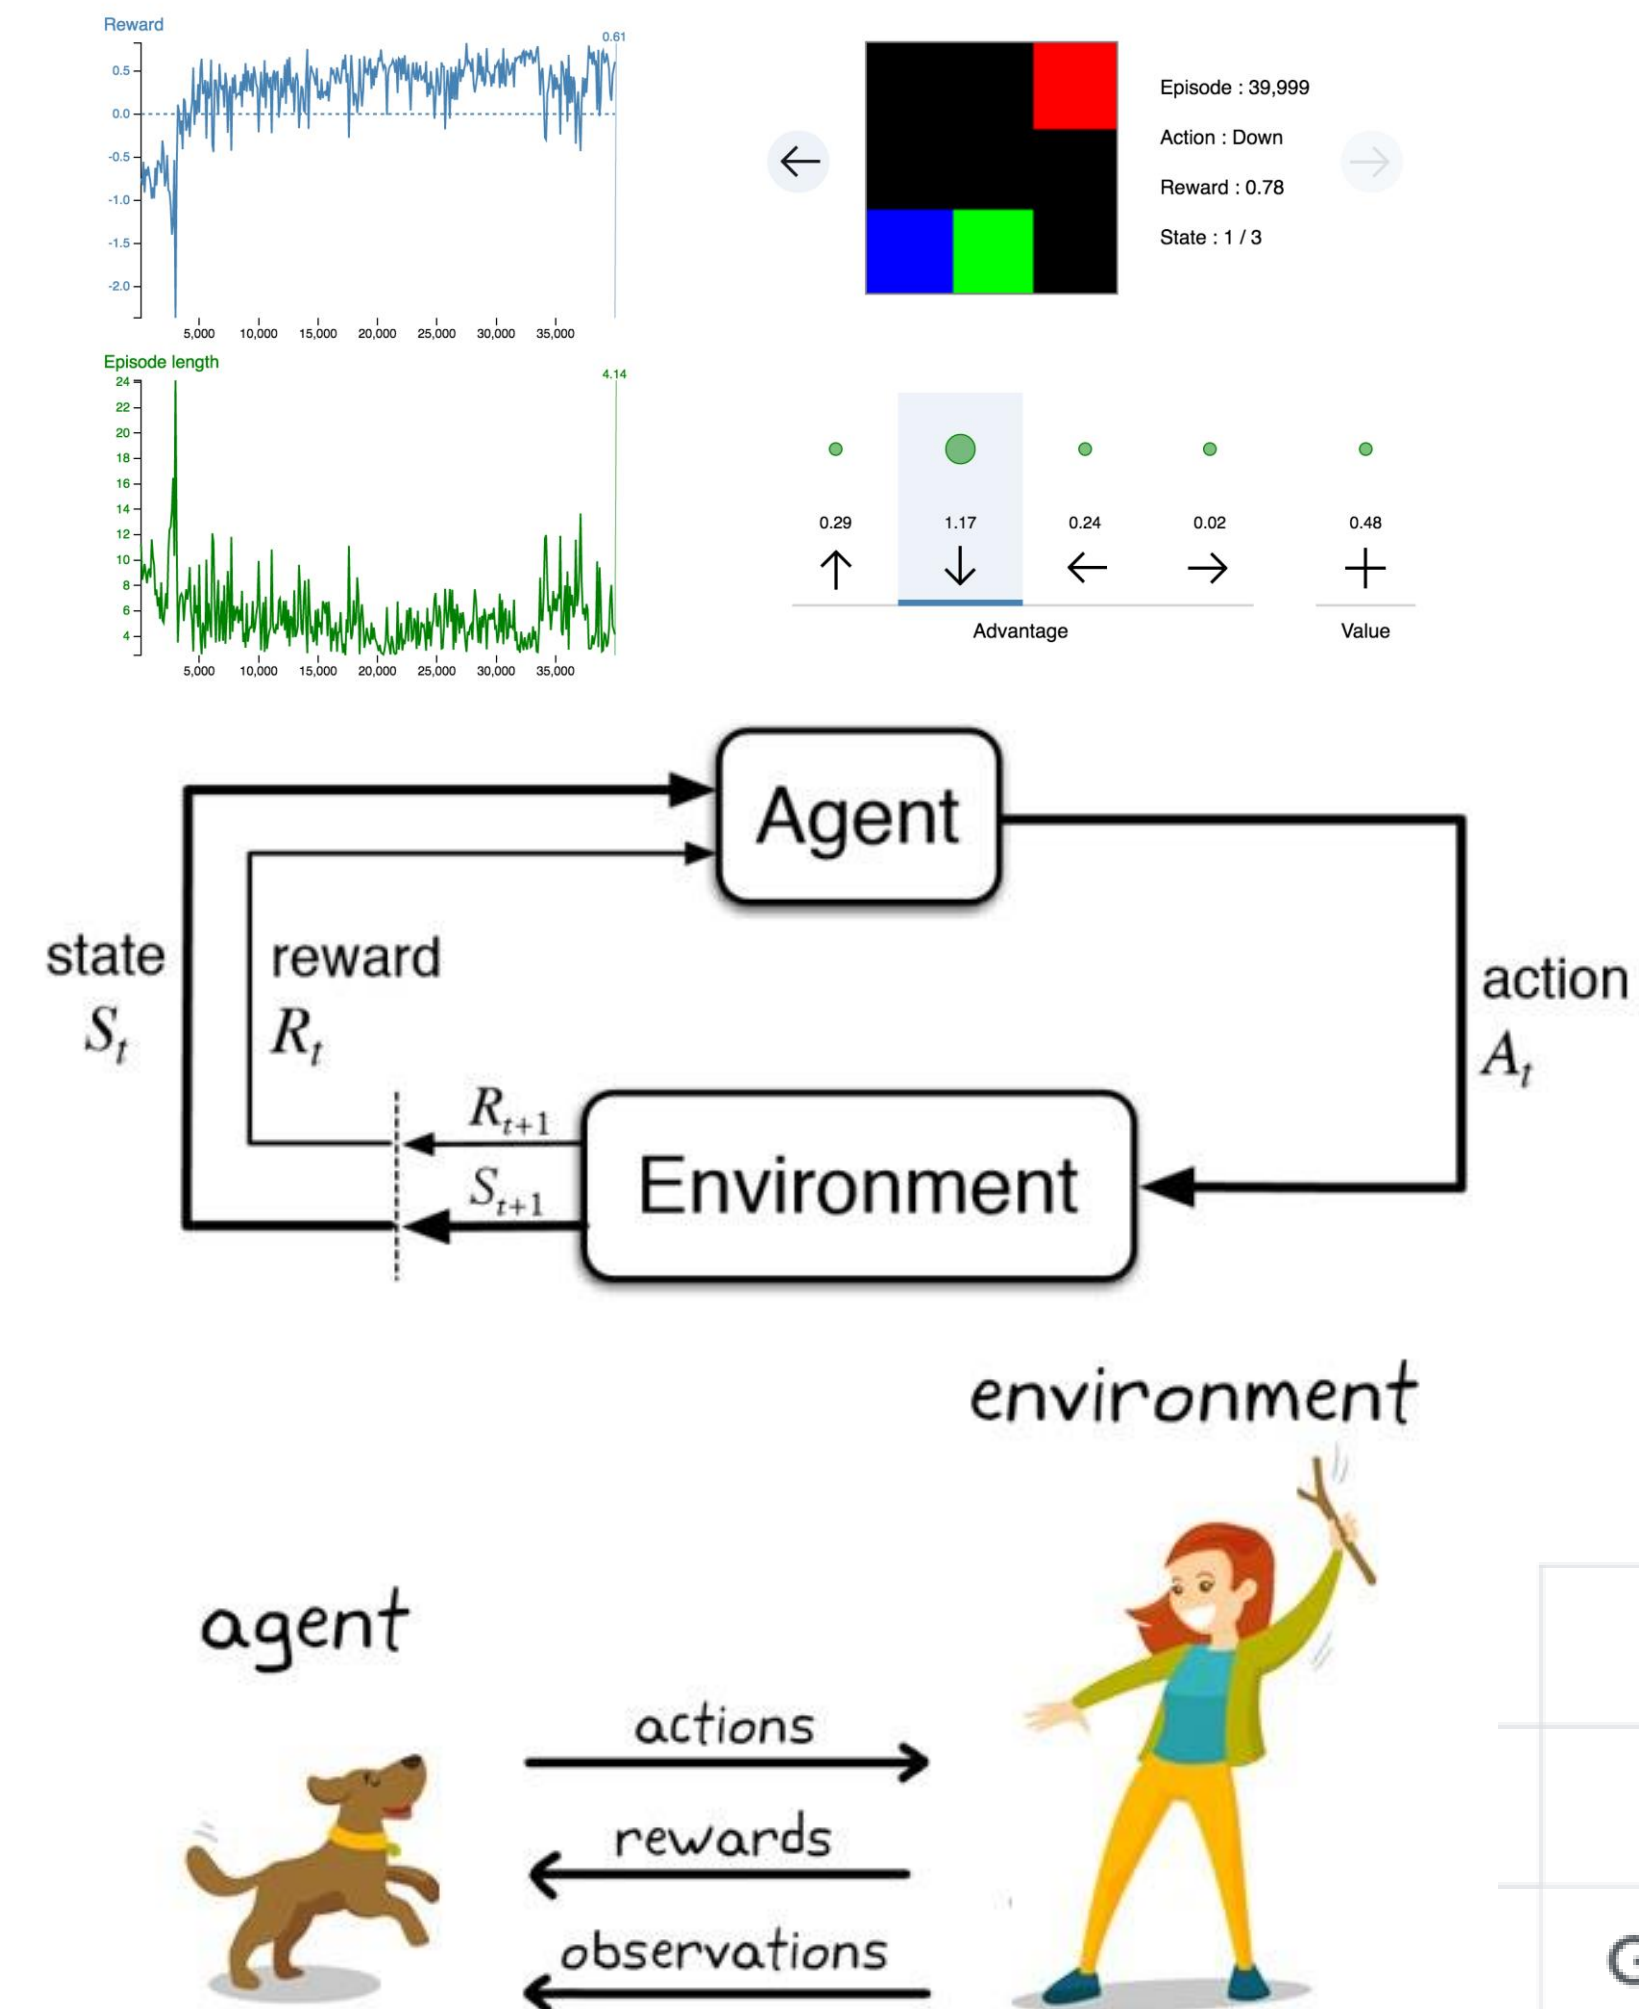 Reward
0.61
0.5
0.0
-0.5
-1.0
-1.5
-2.0
5,000 10,000 15,000 20,000 25,000 30,000 35,000
Episode : 39,999
Action : Down
Reward : 0.78
State : 1 / 3
Episode length
4.14
24
22
20
18
16
14
12
10
8
6
4
5,000 10,000 15,000 20,000 25,000 30,000 35,000
0.29 1.17 0.24 0.02 0.48
↑ ↓ ← → +
Advantage Value
Agent
state
S_t
reward
R_t
action
A_t
R_{t+1}
S_{t+1}
Environment
environment
agent
actions
rewards
observations